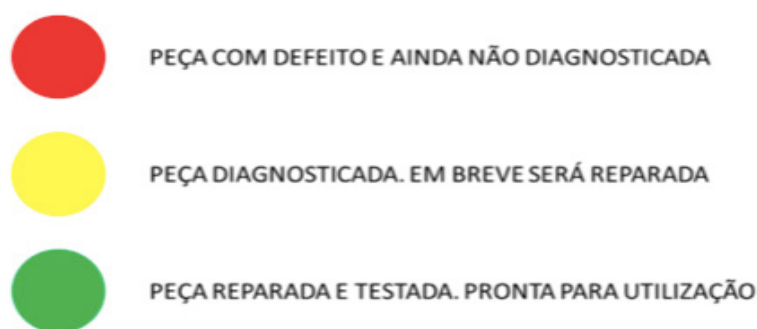 PEÇA COM DEFEITO E AINDA NÃO DIAGNOSTICADA
PEÇA DIAGNOSTICADA. EM BREVE SERÁ REPARADA
PEÇA REPARADA E TESTADA. PRONTA PARA UTILIZAÇÃO